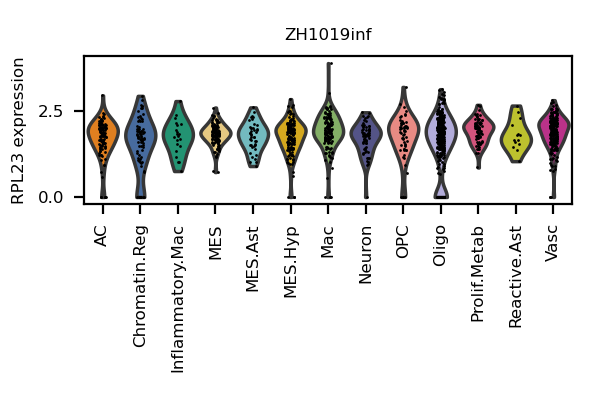 ZH1019inf
RPL23 expression
2.5
0.0
AC
Chromatin.Reg
Inflammatory.Mac
MES
MES.Ast
MES.Hyp
Mac
Neuron
OPC
Oligo
Prolif.Metab
Reactive.Ast
Vasc